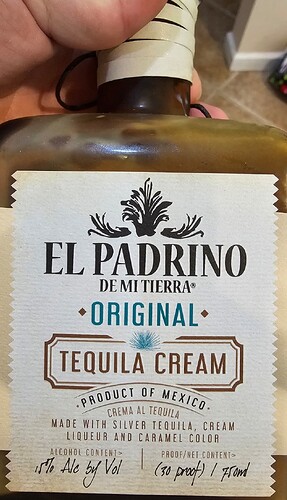 EL PADRINO
DE MI TIERRA®
ORIGINAL
TEQUILA CREAM
PRODUCT OF MEXICO
CREMA AL TEQUILA
MADE WITH SILVER TEQUILA, CREAM
LIQUEUR AND CARAMEL COLOR
ALCOHOL CONTENT> PROOF/NET CONTENT>
15% Alc by Vol (30 proof) / 750ml